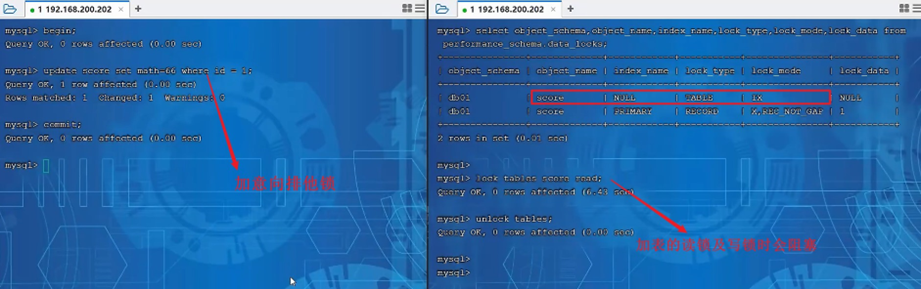 1 192.168.200.202
mysql> begin;
Query OK, 0 rows affected (0.00 sec)
mysql> update score set math=66 where id = 1;
Query OK, 1 row affected (0.00 sec)
Rows matched: 1 Changed: 1 Warnings: 0
mysql> commit;
Query OK, 0 rows affected (0.00 sec)
mysql>
加意向排他锁
1 192.168.200.202
mysql> select object_schema,object_name,index_name,lock_type,lock_mode,lock_data from
performance_schema.data_locks;
| object_schema | object_name | index_name | lock_type | lock_mode | lock_data |
| db01 | score | NULL | TABLE | IX | NULL |
| db01 | score | PRIMARY | RECORD | X,REC_NOT_GAP | 1 |
2 rows in set (0.01 sec)
mysql>
mysql> lock tables score read;
Query OK, 0 rows affected (6.43 sec)
mysql> unlock tables;
Query OK, 0 rows affected (0.00 sec)
加表的读锁及写锁时会阻塞
mysql>
mysql>